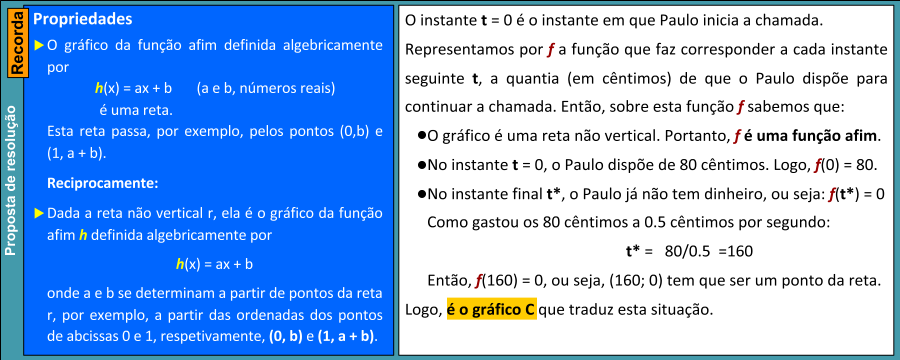 Recorda
Proposta de resolução
Propriedades
O gráfico da função afim definida algebricamente
por
h(x) = ax + b (a e b, números reais)
é uma reta.
Esta reta passa, por exemplo, pelos pontos (0,b) e
(1, a + b).
Reciprocamente:
Dada a reta não vertical r, ela é o gráfico da função
afim h definida algebricamente por
h(x) = ax + b
onde a e b se determinam a partir de pontos da reta
r, por exemplo, a partir das ordenadas dos pontos
de abcissas 0 e 1, respetivamente, (0, b) e (1, a + b).
O instante t = 0 é o instante em que Paulo inicia a chamada.
Representamos por f a função que faz corresponder a cada instante
seguinte t, a quantia (em cêntimos) de que o Paulo dispõe para
continuar a chamada. Então, sobre esta função f sabemos que:
●O gráfico é uma reta não vertical. Portanto, f é uma função afim.
●No instante t = 0, o Paulo dispõe de 80 cêntimos. Logo, f(0) = 80.
●No instante final t*, o Paulo já não tem dinheiro, ou seja: f(t*) = 0
Como gastou os 80 cêntimos a 0.5 cêntimos por segundo:
t* = 80/0.5 =160
Então, f(160) = 0, ou seja, (160; 0) tem que ser um ponto da reta.
Logo, é o gráfico C que traduz esta situação.